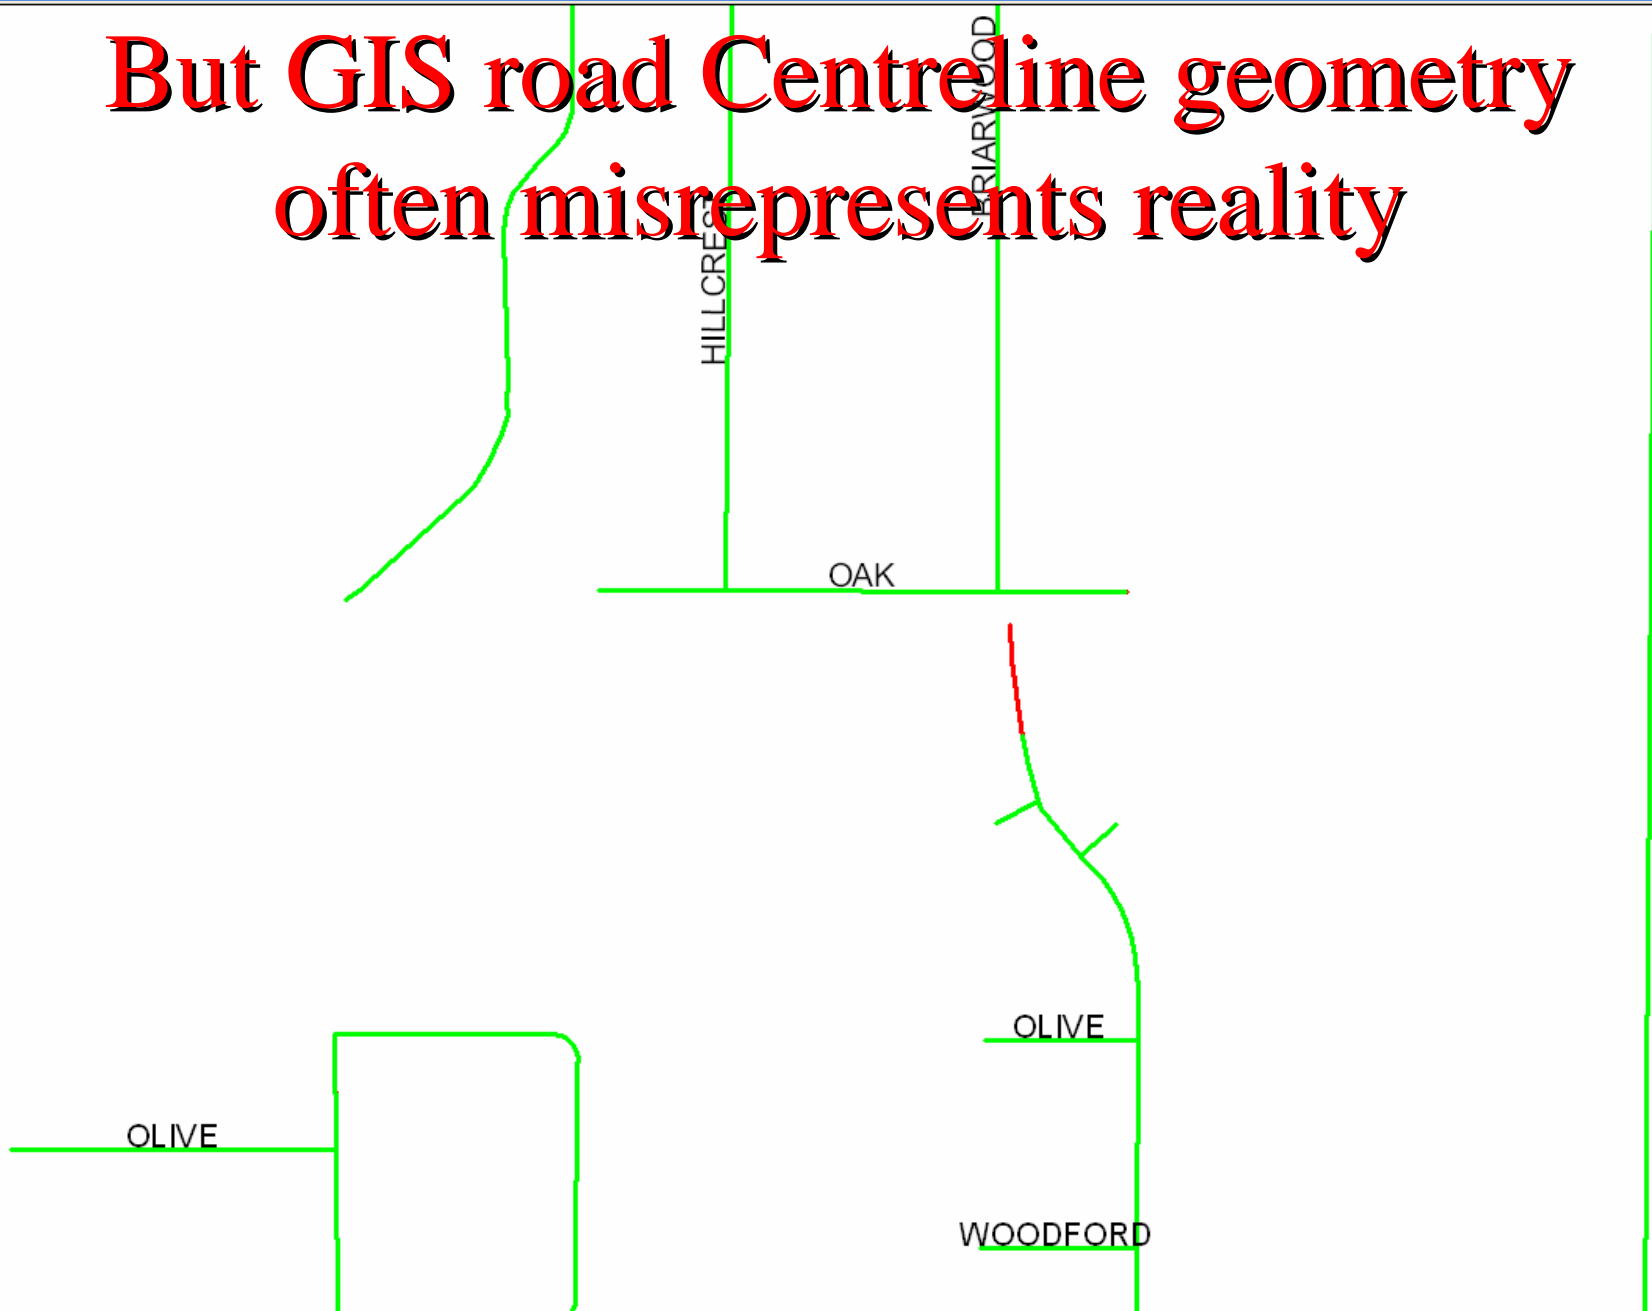 But GIS road Centreline geometry
often misrepresents reality
BRIARWOOD
HILLCREST
OAK
OLIVE
OLIVE
WOODFORD